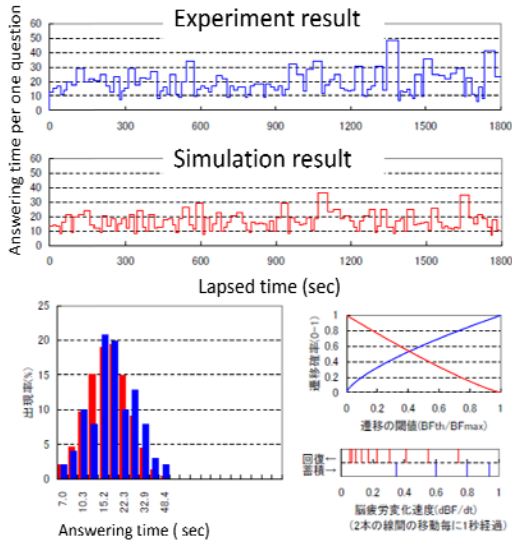 Experiment result
Answering time per one question
60
50
40
30
20
10
0
0 300 600 900 1200 1500 1800
Simulation result
60
50
40
30
20
10
0
0 300 600 900 1200 1500 1800
Lapsed time (sec)
25
20
15
10
5
0
出現率(%)
7.0 10.3 15.2 22.3 32.9 48.4
Answering time ( sec)
1
0.8
0.6
0.4
0.2
0
遷移確率(0-1)
0 0.2 0.4 0.6 0.8 1
遷移の閾値(BFth/BFmax)
回復←
蓄積→
0 0.2 0.4 0.6 0.8 1
脳疲労変化速度(dBF/dt)
(2本の線間の移動毎に1秒経過)